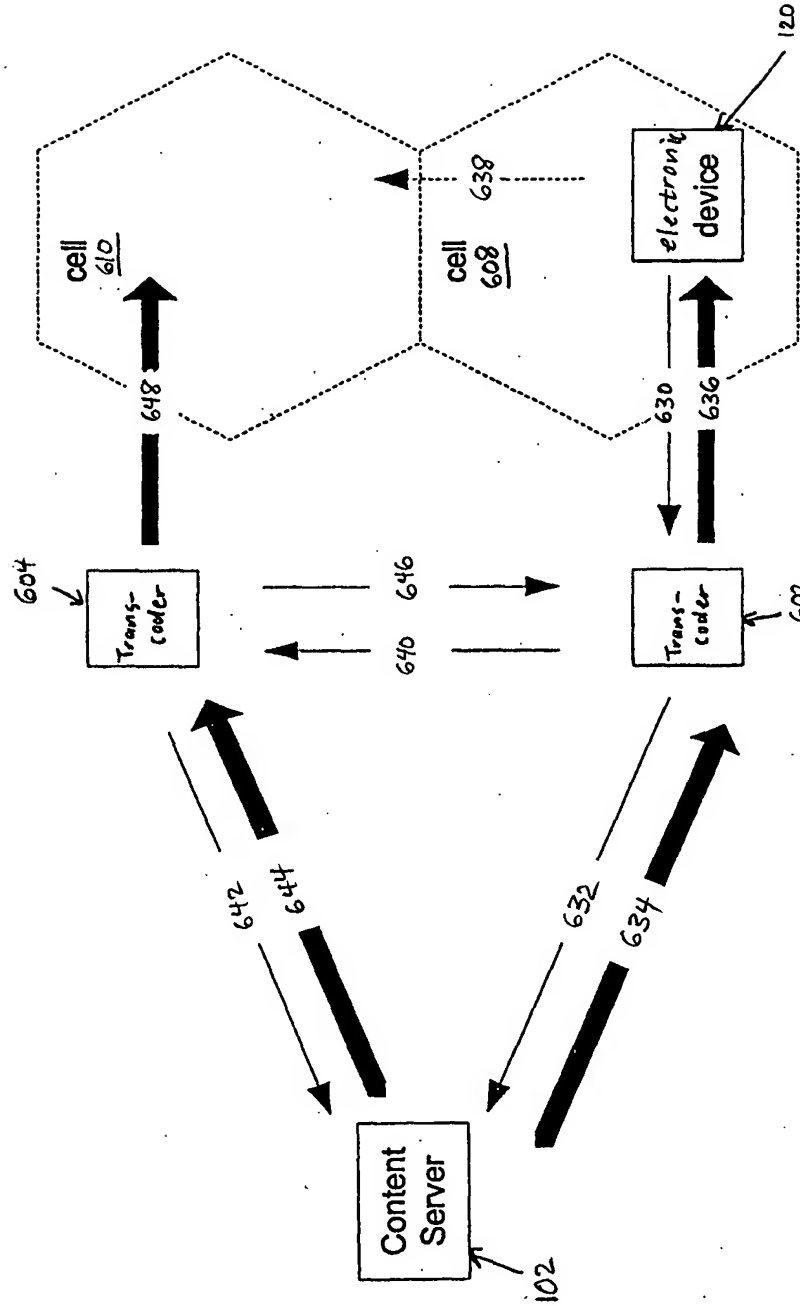 604
Trans-
coder
cell
610
648
642
644
640
646
638
cell
608
Content
Server
102
632
634
630
636
Trans-
coder
602
electronic
device
120